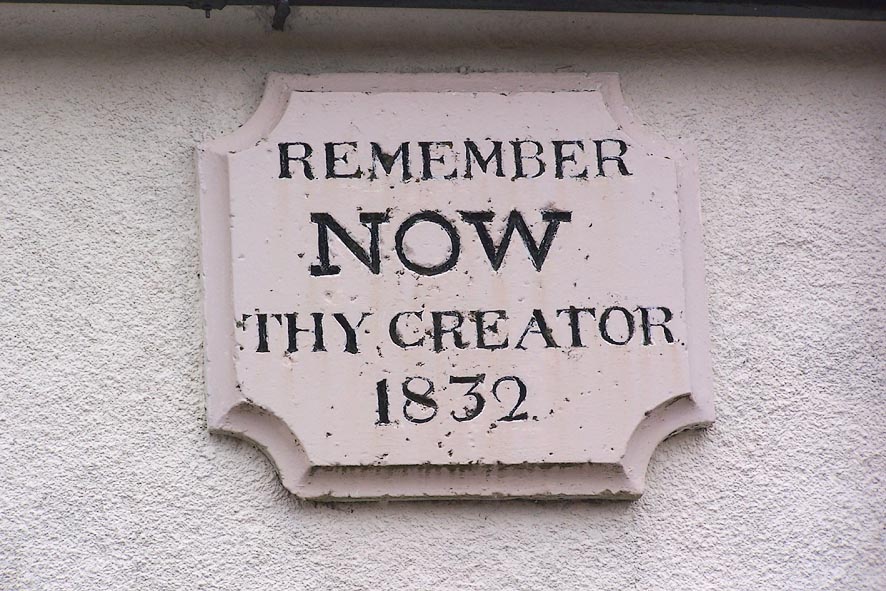 REMEMBER
NOW
THY CREATOR
1832